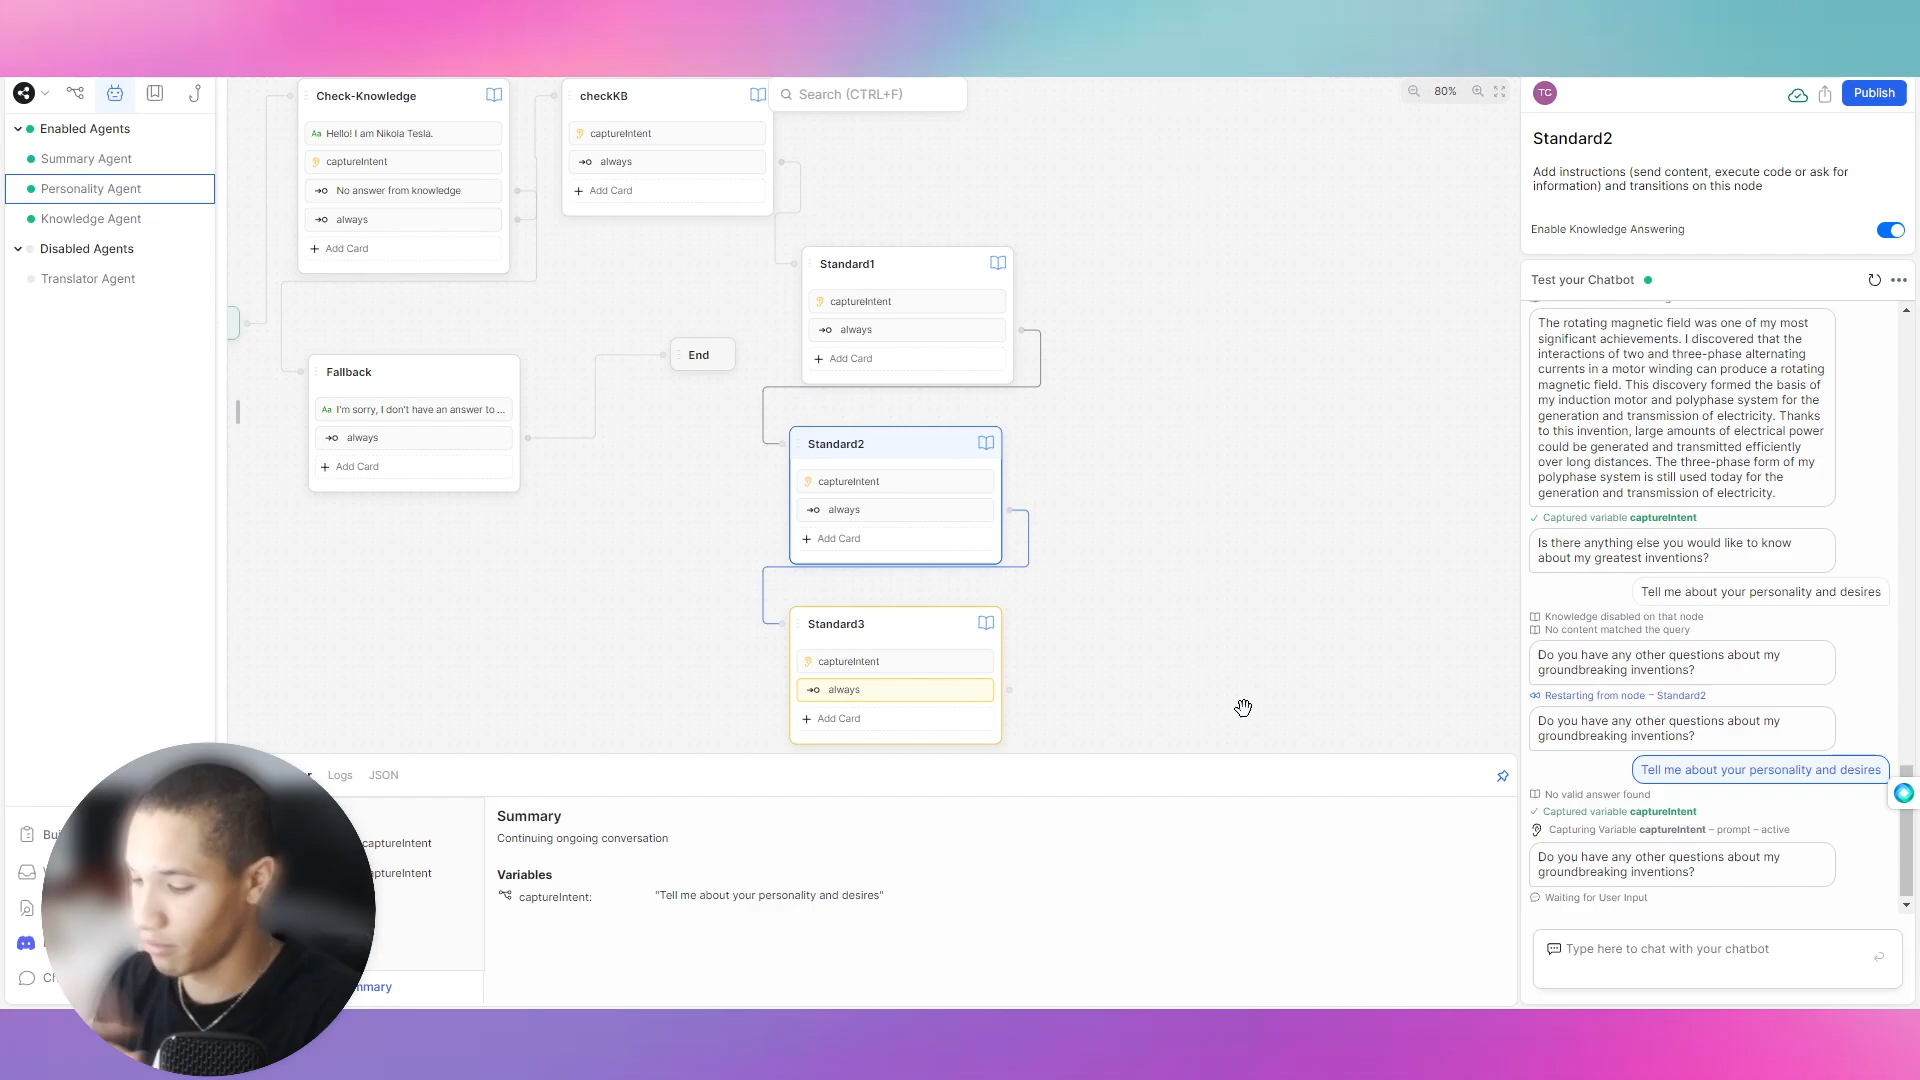 Enabled Agents
Summary Agent
Personality Agent
Knowledge Agent
Disabled Agents
Translator Agent
Check-Knowledge
Aa Hello! I am Nikola Tesla.
captureIntent
No answer from knowledge
always
+ Add Card
checkKB
captureIntent
always
+ Add Card
Search (CTRL+F)
80%
Standard1
captureIntent
always
+ Add Card
Fallback
Aa I'm sorry, I don't have an answer to ...
always
+ Add Card
End
Standard2
captureIntent
always
+ Add Card
Standard3
captureIntent
always
+ Add Card
Logs
JSON
captureIntent
Summary
Continuing ongoing conversation
Variables
captureIntent:
"Tell me about your personality and desires"
TC
Publish
Standard2
Add instructions (send content, execute code or ask for
information) and transitions on this node
Enable Knowledge Answering
Test your Chatbot
The rotating magnetic field was one of my most
significant achievements. I discovered that the
interactions of two and three-phase alternating
currents in a motor winding can produce a rotating
magnetic field. This discovery formed the basis of
my induction motor and polyphase system for the
generation and transmission of electricity. Thanks
to this invention, large amounts of electrical power
could be generated and transmitted efficiently
over long distances. The three-phase form of my
polyphase system is still used today for the
generation and transmission of electricity.
Captured variable captureIntent
Is there anything else you would like to know
about my greatest inventions?
Tell me about your personality and desires
Knowledge disabled on that node
No content matched the query
Do you have any other questions about my
groundbreaking inventions?
Restarting from node – Standard2
Do you have any other questions about my
groundbreaking inventions?
Tell me about your personality and desires
No valid answer found
Captured variable captureIntent
Capturing Variable captureIntent – prompt – active
Do you have any other questions about my
groundbreaking inventions?
Waiting for User Input
Type here to chat with your chatbot